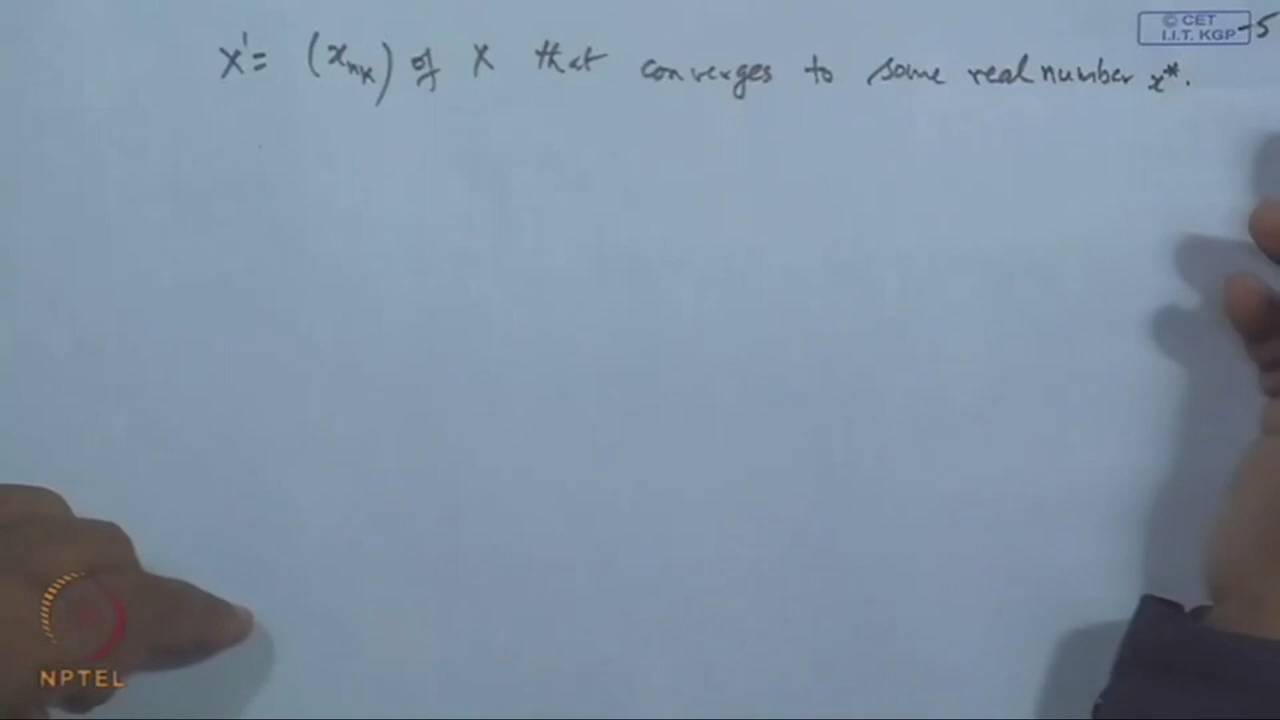 © CET
I.I.T. KGP
-5
X' = (x_{n_k}) of X that converges to some real number x*.
NPTEL